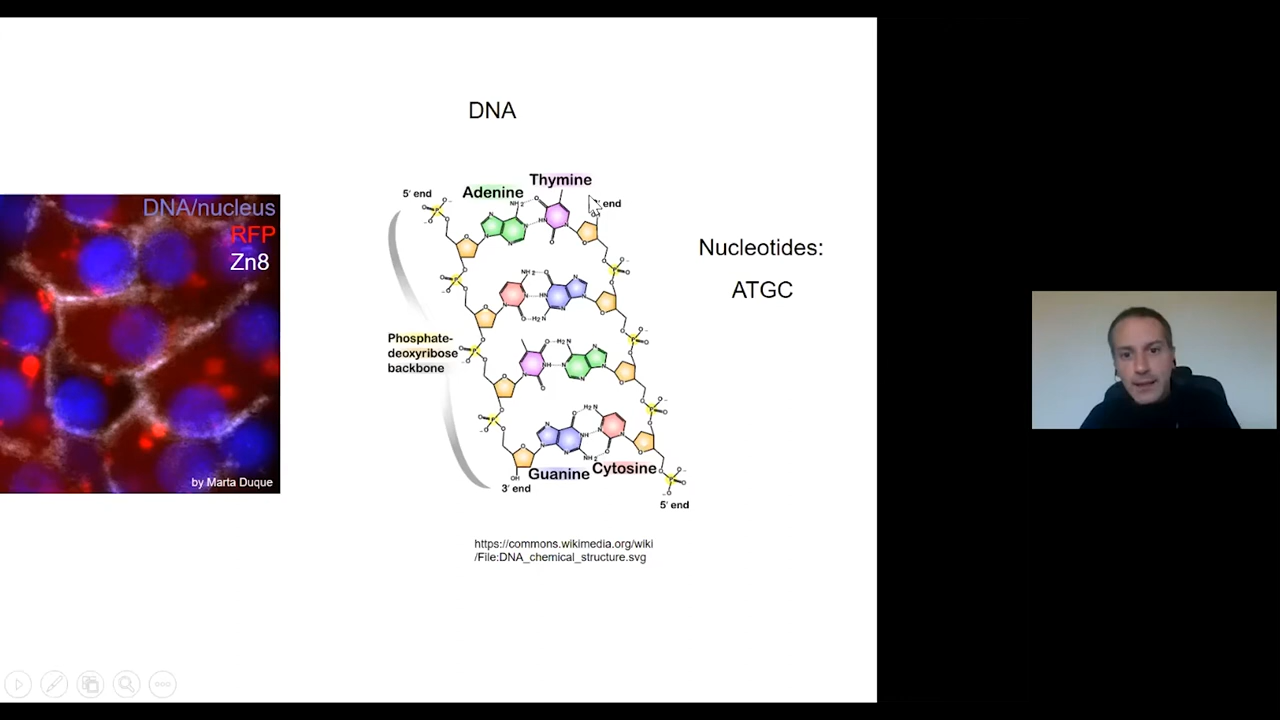 DNA
Thymine
Adenine
5' end
end
DNA/nucleus
RFP
Zn8
Nucleotides:
ATGC
Phosphate-
deoxyribose
backbone
by Marta Duque
Guanine
Cytosine
3' end
5' end
https://commons.wikimedia.org/wiki
/File:DNA_chemical_structure.svg